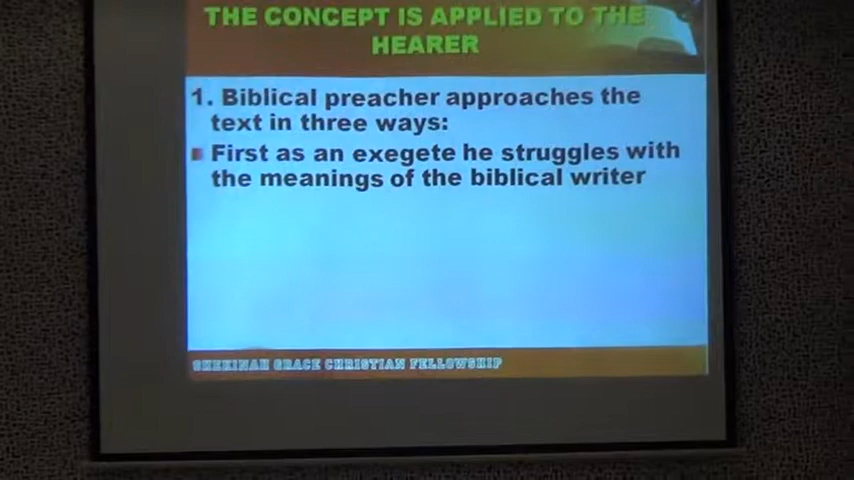 THE CONCEPT IS APPLIED TO THE
HEARER
1. Biblical preacher approaches the
text in three ways:
First as an exegete he struggles with
the meanings of the biblical writer
SHEKINAH GRACE CHRISTIAN FELLOWSHIP